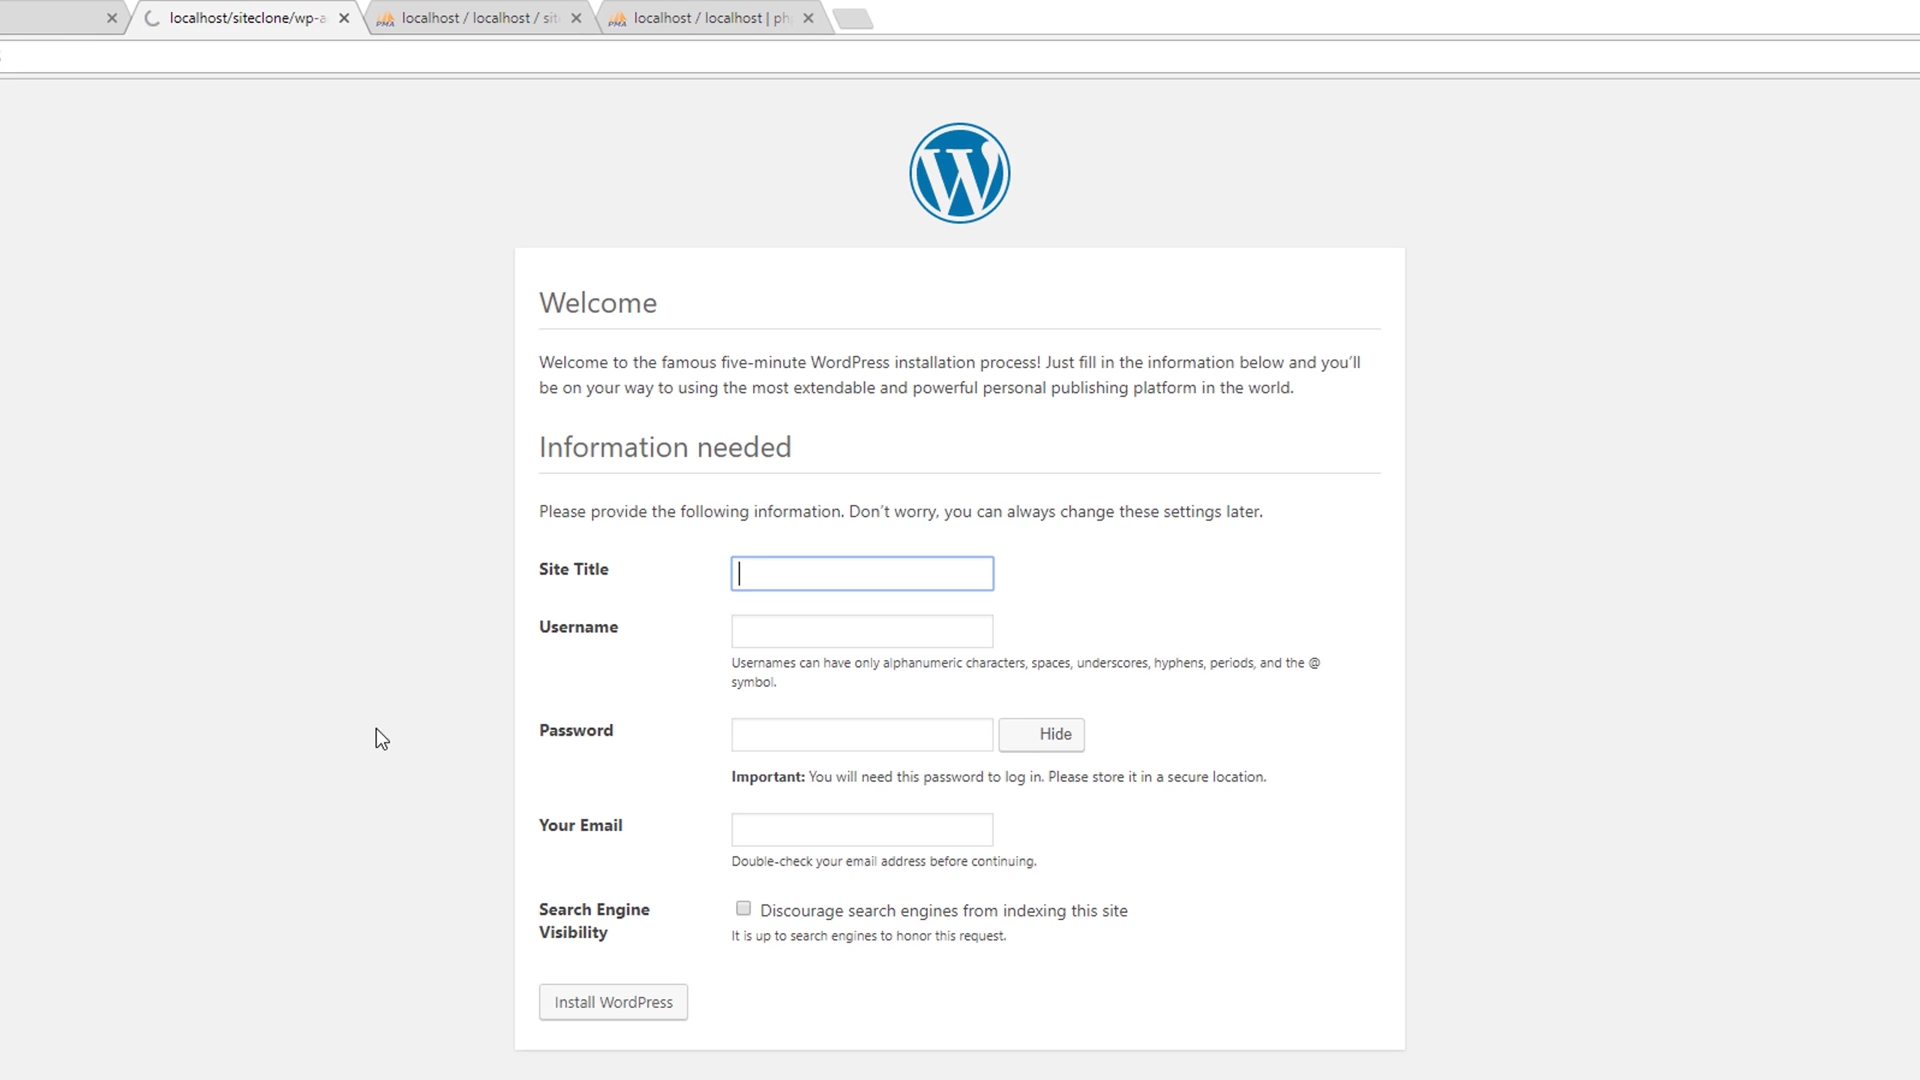 localhost/siteclone/wp-a
localhost / localhost / sit
localhost / localhost | ph
PMA
PMA
Welcome
Welcome to the famous five-minute WordPress installation process! Just fill in the information below and you’ll
be on your way to using the most extendable and powerful personal publishing platform in the world.
Information needed
Please provide the following information. Don’t worry, you can always change these settings later.
Site Title
Username
Usernames can have only alphanumeric characters, spaces, underscores, hyphens, periods, and the @
symbol.
Password
Hide
Important: You will need this password to log in. Please store it in a secure location.
Your Email
Double-check your email address before continuing.
Search Engine
Visibility
Discourage search engines from indexing this site
It is up to search engines to honor this request.
Install WordPress